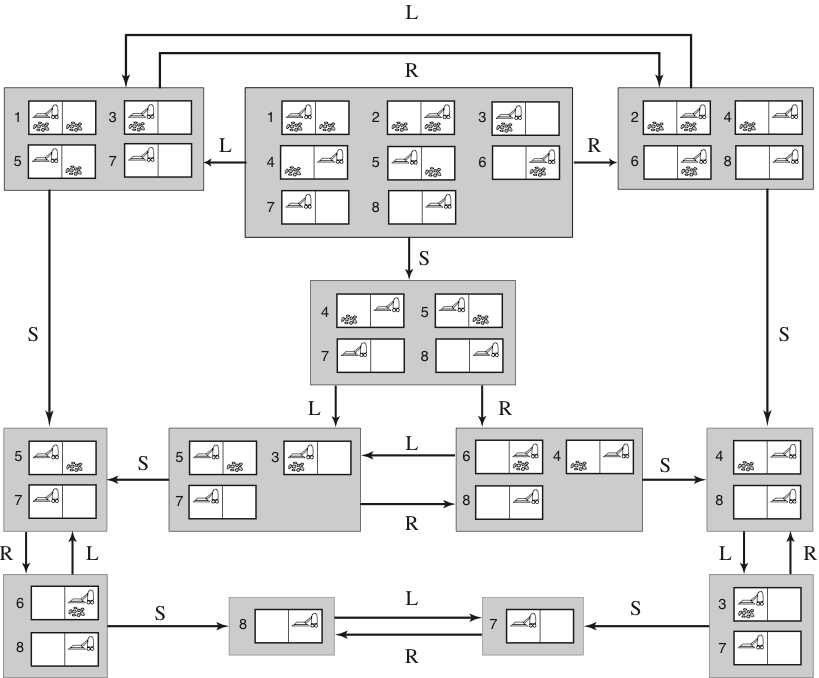 L
R
1 3 1 2 3 2 4
5 7 L 4 5 6 R 6 8
7 8
S
4 5
S S
7 8
L R
5 5 3 L 6 4 4
S S
7 7 R 8 8
R L L R
6 S L S 3
8 7
8 R 7